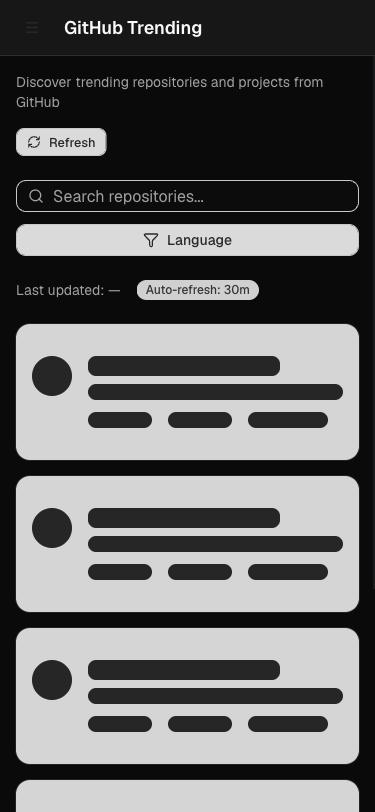 GitHub Trending
Discover trending repositories and projects from
GitHub
Refresh
Search repositories...
Language
Last updated: —
Auto-refresh: 30m